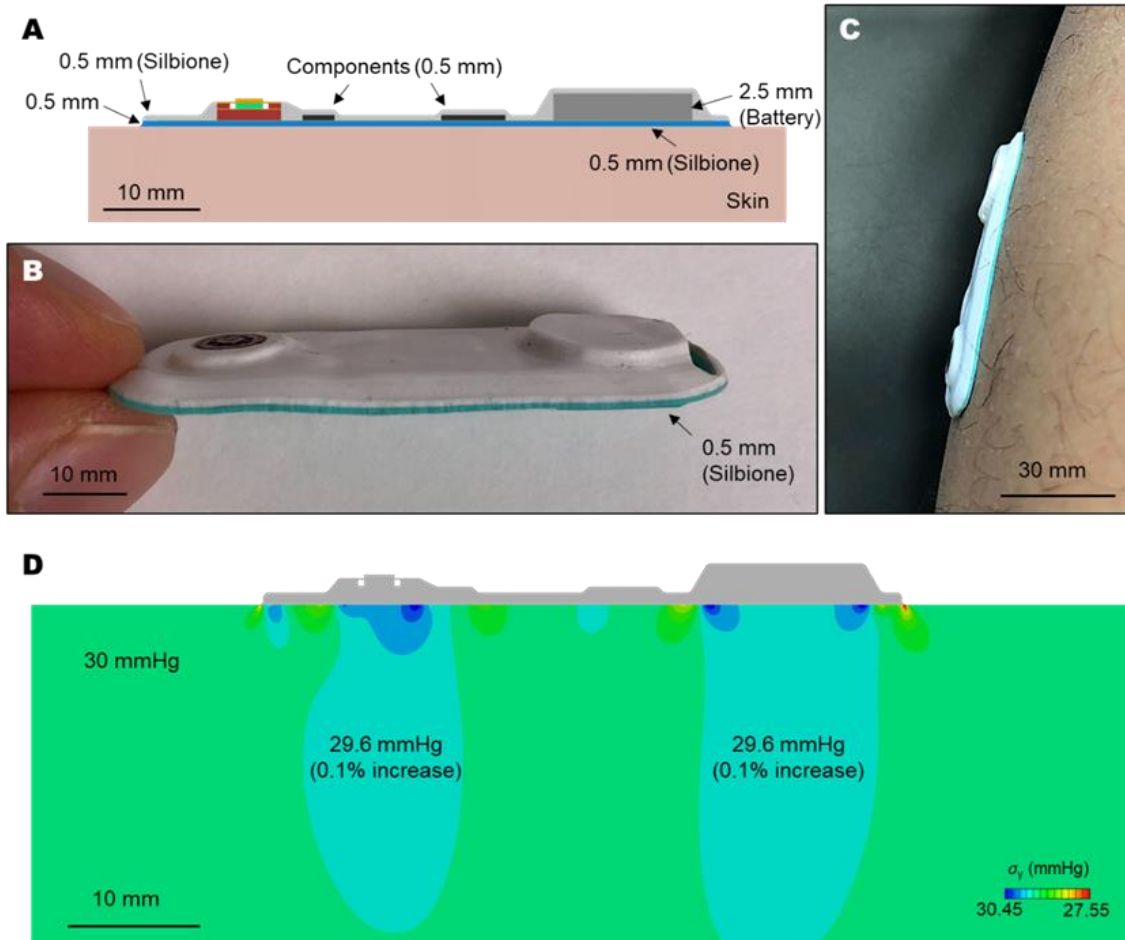 A
0.5 mm (Silbione)
0.5 mm
Components (0.5 mm)
2.5 mm
(Battery)
0.5 mm (Silbione)
10 mm
Skin
B
0.5 mm
(Silbione)
10 mm
C
30 mm
D
30 mmHg
29.6 mmHg
(0.1% increase)
29.6 mmHg
(0.1% increase)
10 mm
σᵧ (mmHg)
30.45 27.55